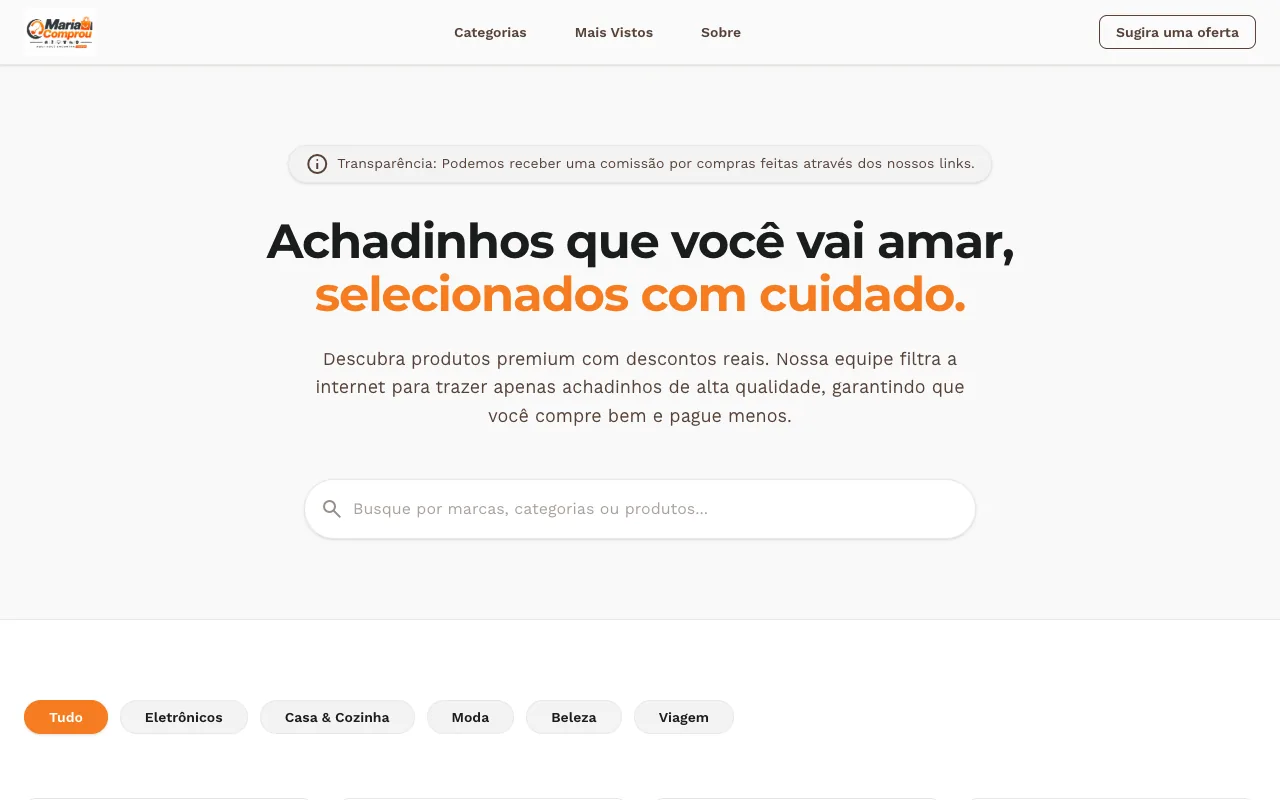 Maria
Comprou
Categorias
Mais Vistos
Sobre
Sugira uma oferta
Transparência: Podemos receber uma comissão por compras feitas através dos nossos links.
Achadinhos que você vai amar,
selecionados com cuidado.
Descubra produtos premium com descontos reais. Nossa equipe filtra a
internet para trazer apenas achadinhos de alta qualidade, garantindo que
você compre bem e pague menos.
Busque por marcas, categorias ou produtos...
Tudo
Eletrônicos
Casa & Cozinha
Moda
Beleza
Viagem